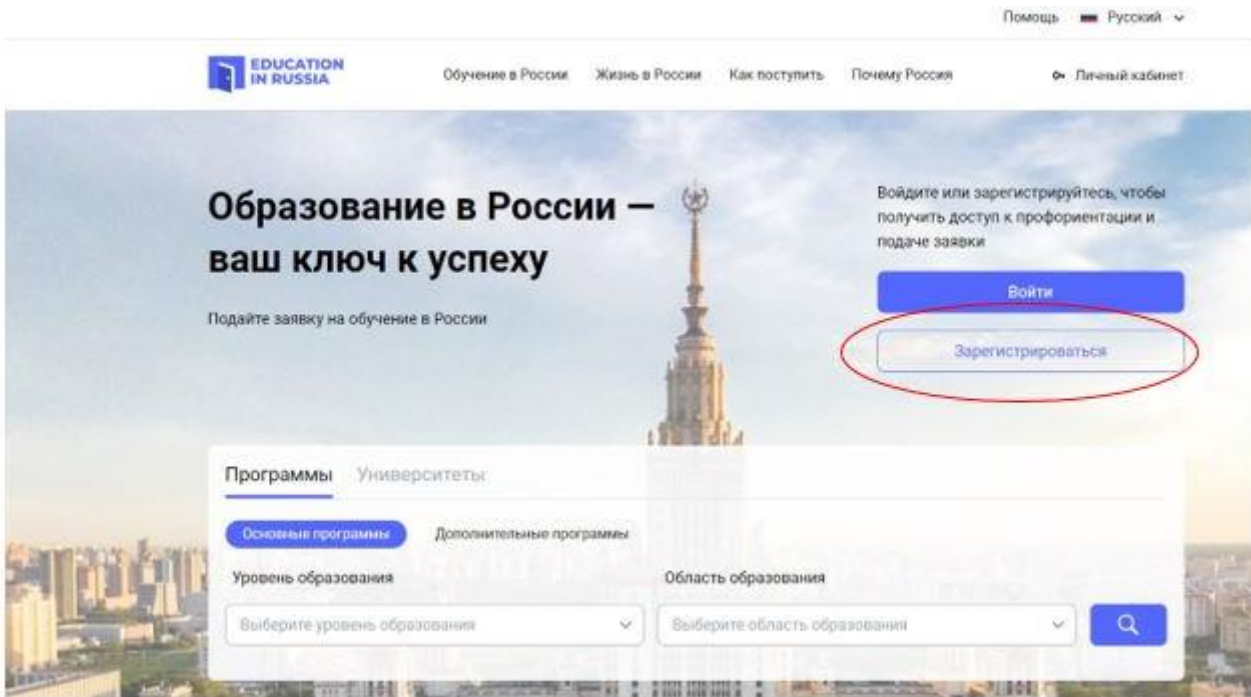 Помощь Русский
EDUCATION
IN RUSSIA
Обучение в России Жизнь в России Как поступить Почему Россия Личный кабинет
Образование в России —
ваш ключ к успеху
Подайте заявку на обучение в России
Войдите или зарегистрируйтесь, чтобы
получить доступ к профориентации и
подаче заявки
Войти
Зарегистрироваться
Программы Университеты
Основные программы Дополнительные программы
Уровень образования Область образования
Выберите уровень образования Выберите область образования